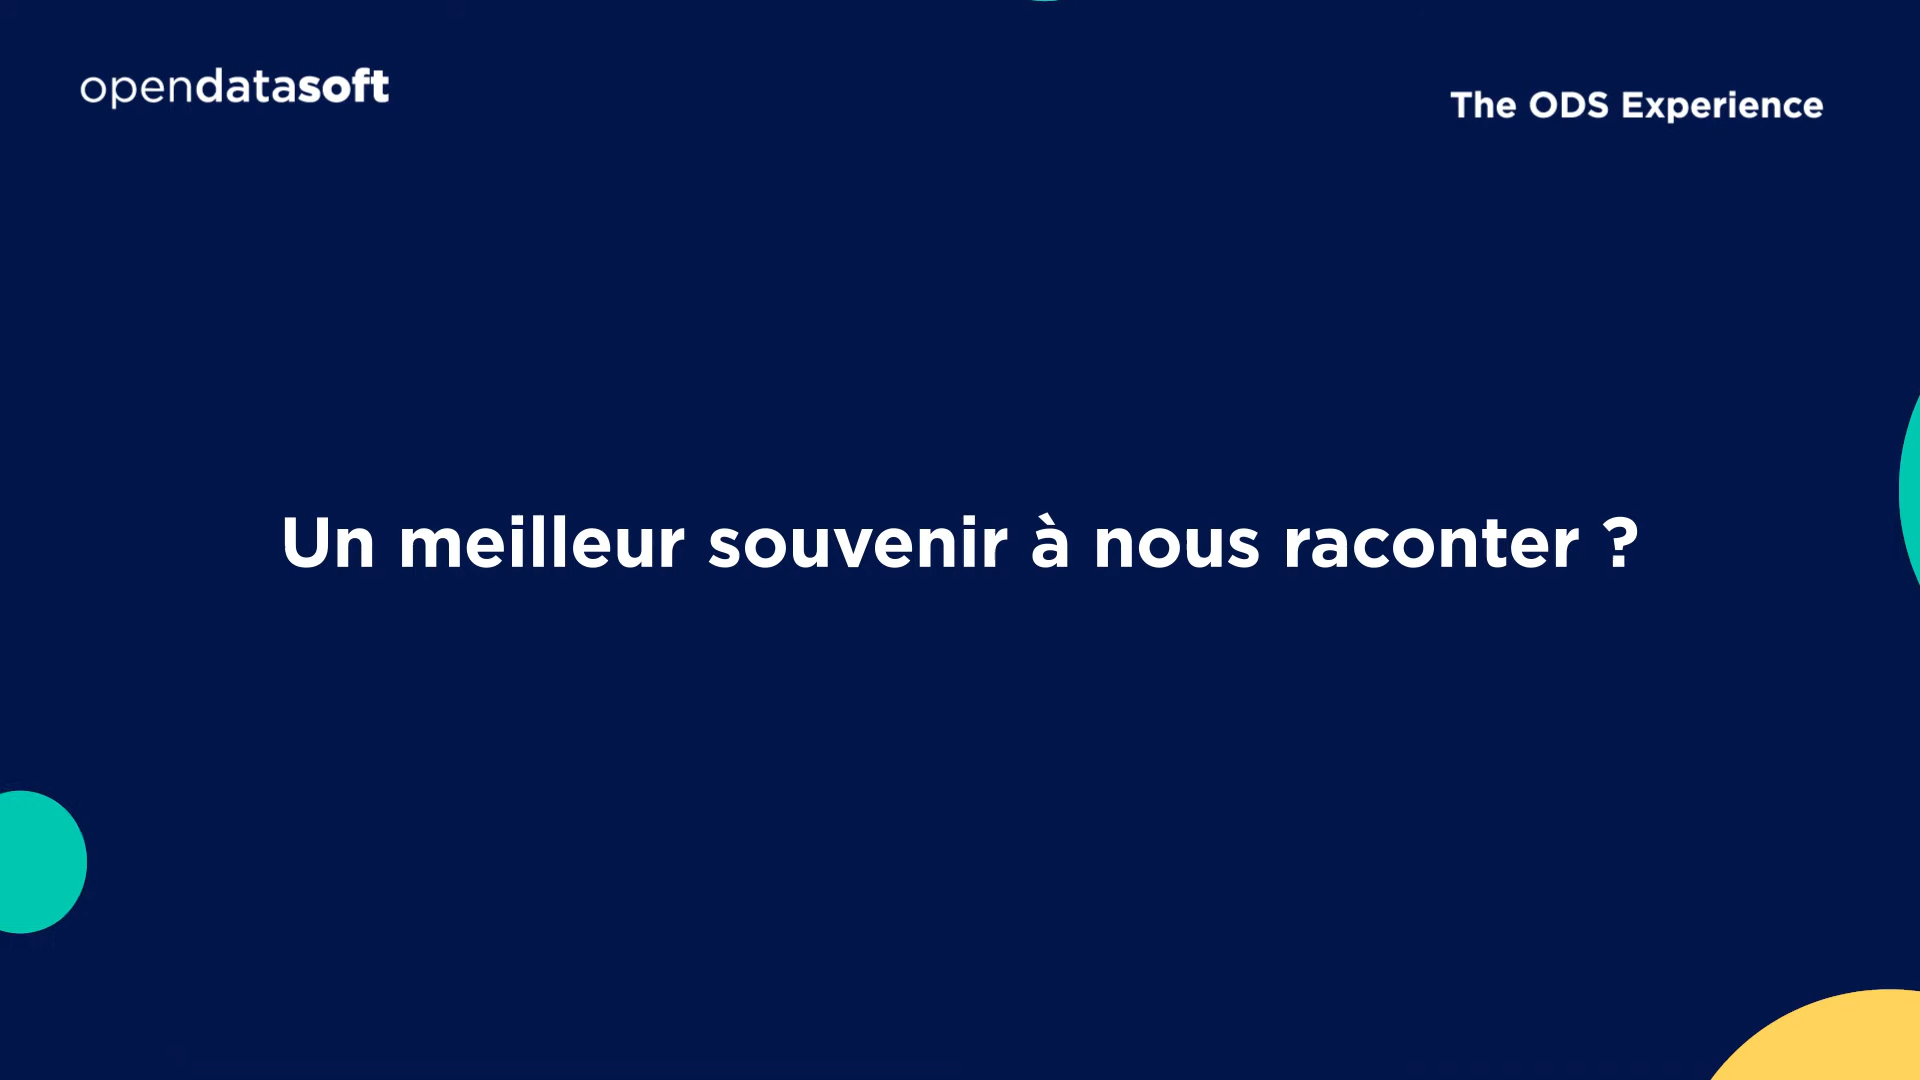 opendatasoft
The ODS Experience
Un meilleur souvenir à nous raconter ?